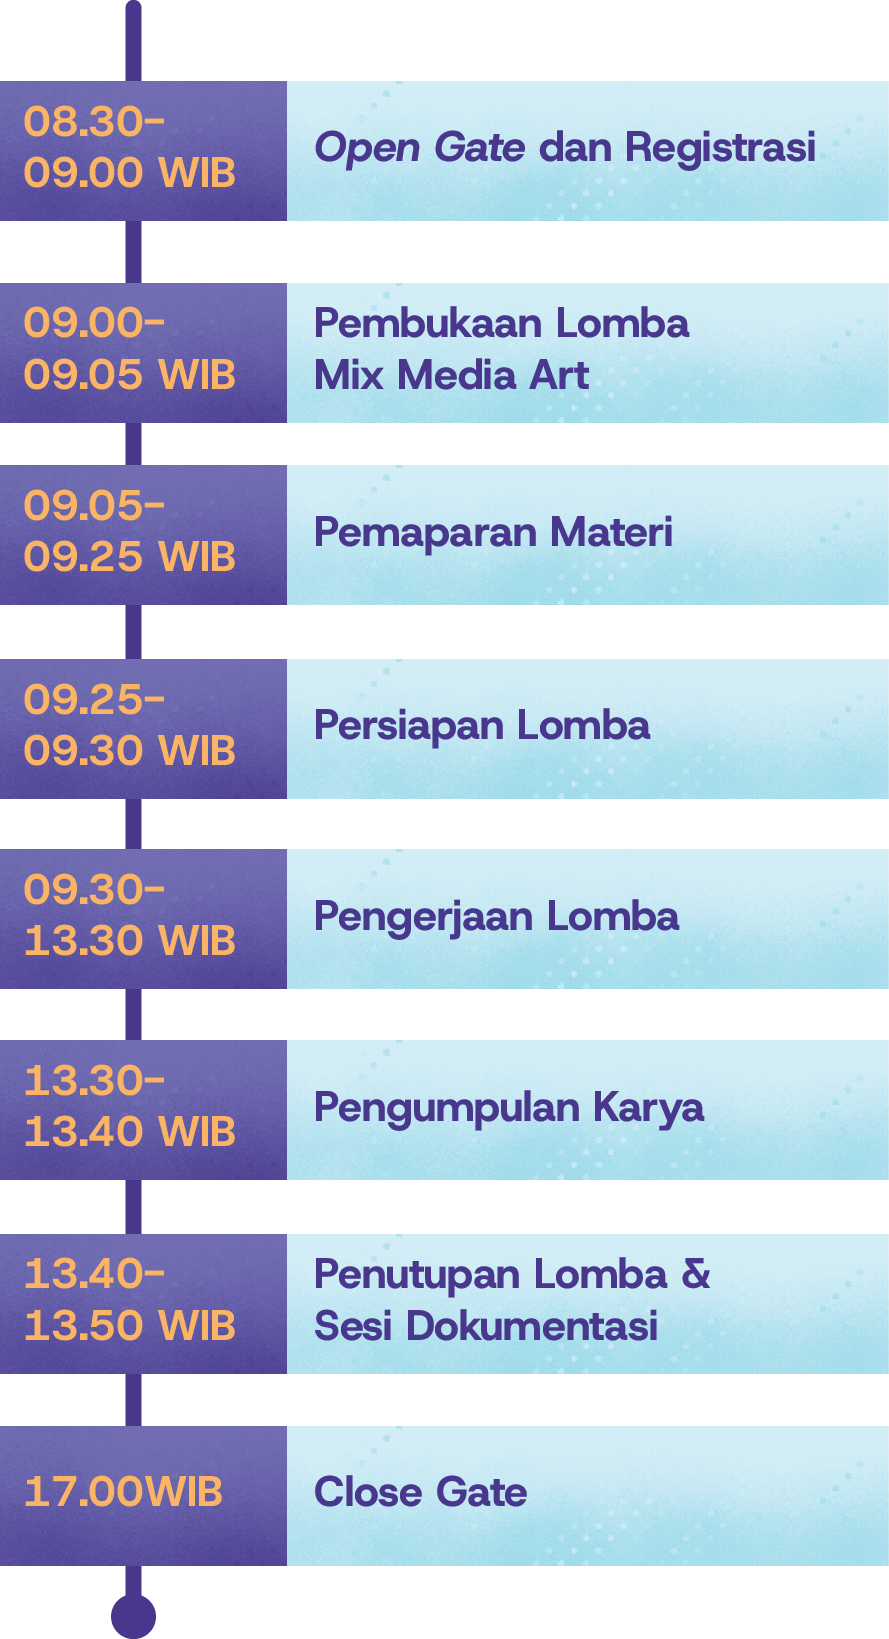 08.30–
09.00 WIB
Open Gate dan Registrasi
09.00–
09.05 WIB
Pembukaan Lomba
Mix Media Art
09.05–
09.25 WIB
Pemaparan Materi
09.25–
09.30 WIB
Persiapan Lomba
09.30–
13.30 WIB
Pengerjaan Lomba
13.30–
13.40 WIB
Pengumpulan Karya
13.40–
13.50 WIB
Penutupan Lomba &
Sesi Dokumentasi
17.00WIB
Close Gate